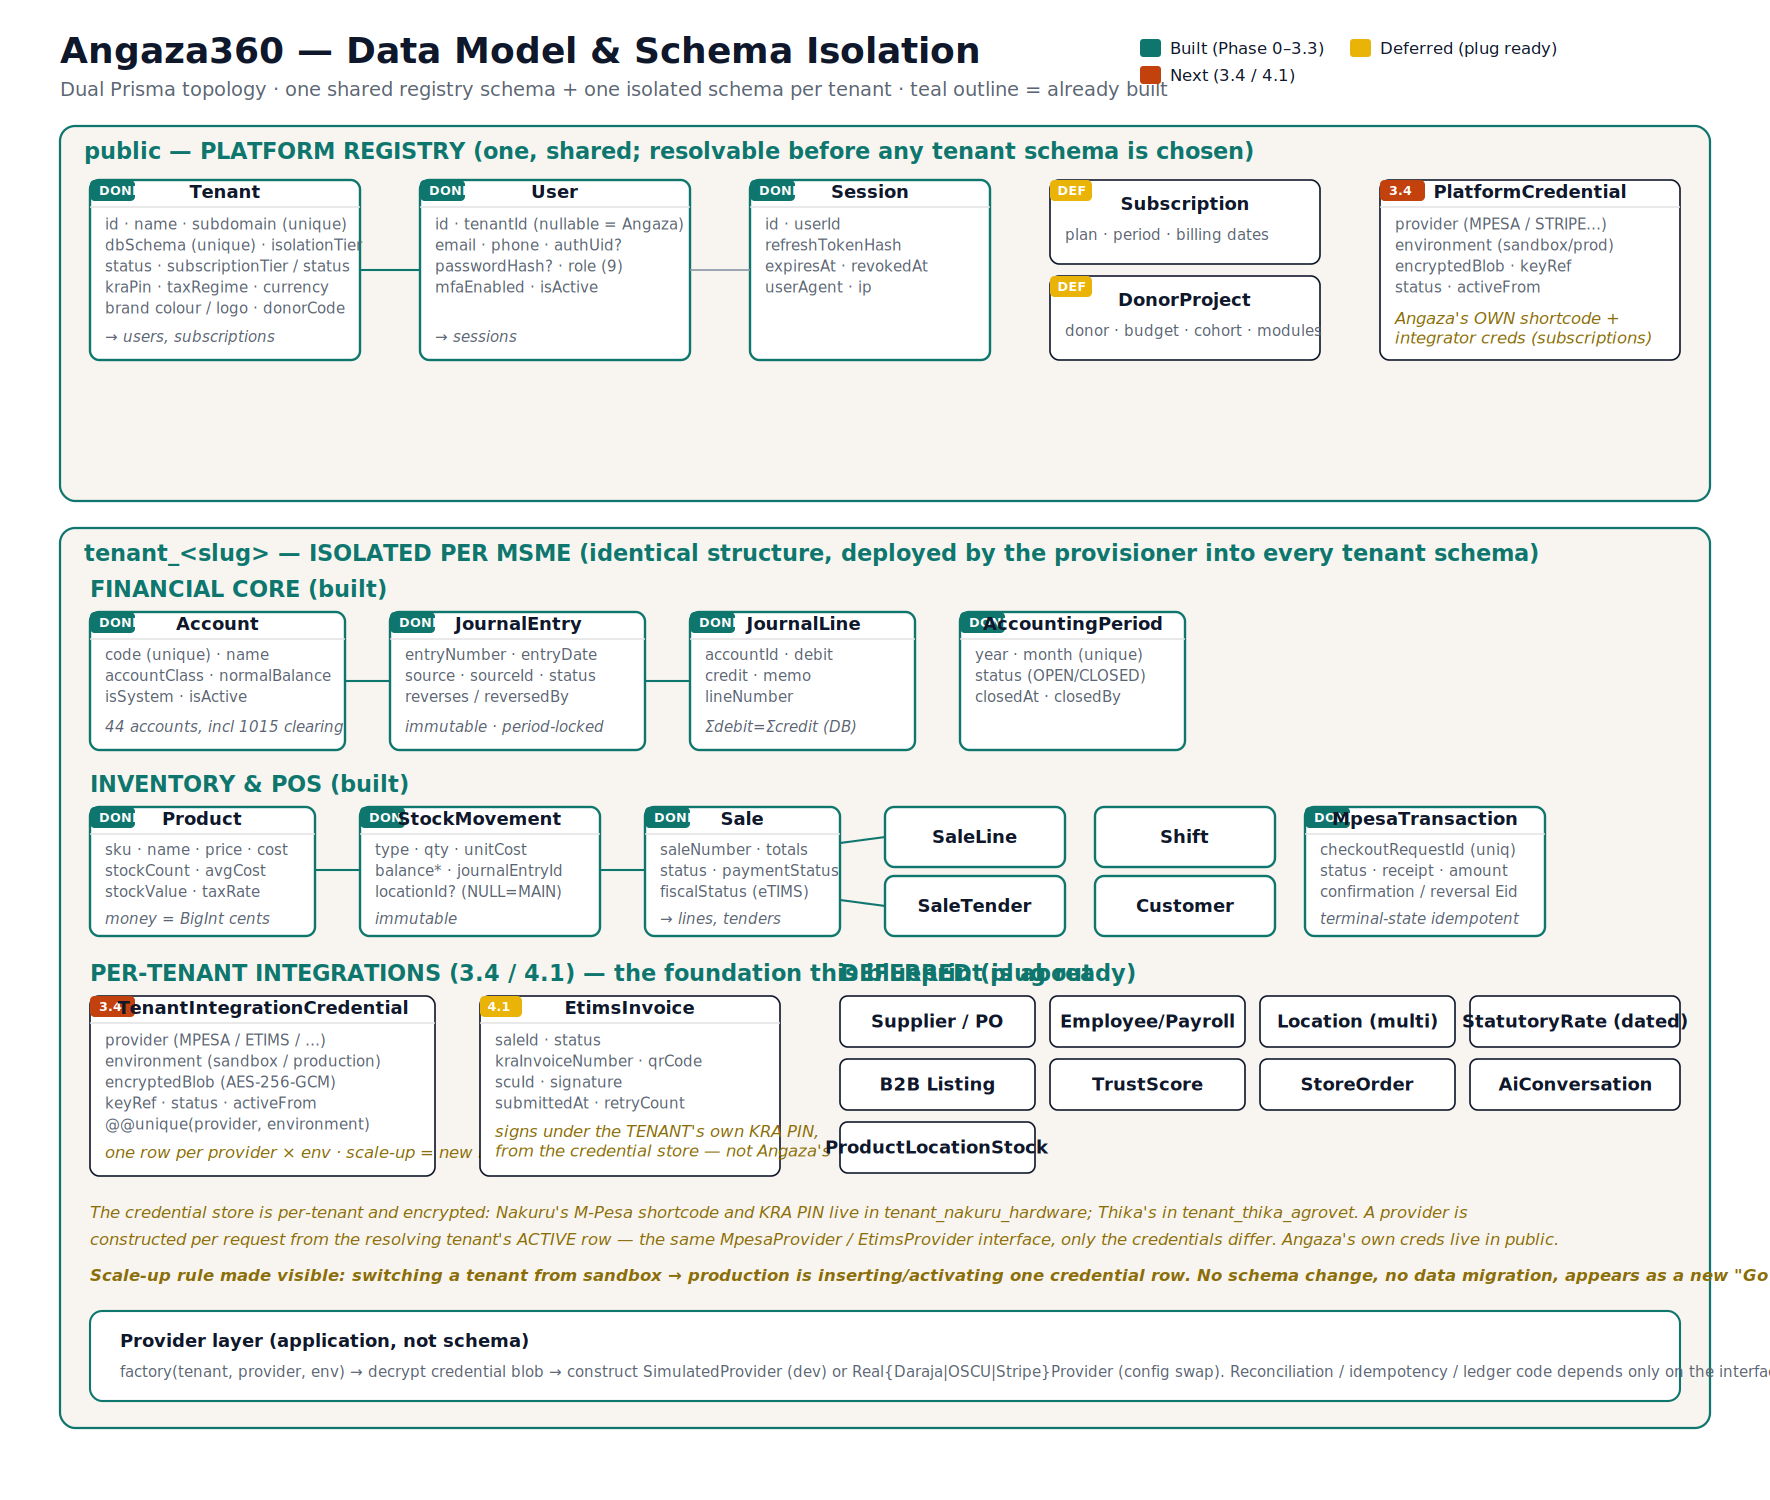 Angaza360 — Data Model & Schema Isolation
Dual Prisma topology · one shared registry schema + one isolated schema per tenant · teal outline = already built
Built (Phase 0–3.3)
Deferred (plug ready)
Next (3.4 / 4.1)
public — PLATFORM REGISTRY (one, shared; resolvable before any tenant schema is chosen)
Tenant
id · name · subdomain (unique)
dbSchema (unique) · isolationTier
status · subscriptionTier / status
kraPin · taxRegime · currency
brand colour / logo · donorCode
→ users, subscriptions
User
id · tenantId (nullable = Angaza)
email · phone · authUid?
passwordHash? · role (9)
mfaEnabled · isActive
→ sessions
Session
id · userId
refreshTokenHash
expiresAt · revokedAt
userAgent · ip
DEF
Subscription
plan · period · billing dates
DEF
DonorProject
donor · budget · cohort · modules
3.4
PlatformCredential
provider (MPESA / STRIPE…)
environment (sandbox/prod)
encryptedBlob · keyRef
status · activeFrom
Angaza's OWN shortcode +
integrator creds (subscriptions)
tenant_<slug> — ISOLATED PER MSME (identical structure, deployed by the provisioner into every tenant schema)
FINANCIAL CORE (built)
Account
code (unique) · name
accountClass · normalBalance
isSystem · isActive
44 accounts, incl 1015 clearing
JournalEntry
entryNumber · entryDate
source · sourceId · status
reverses / reversedBy
immutable · period-locked
JournalLine
accountId · debit
credit · memo
lineNumber
Σdebit=Σcredit (DB)
AccountingPeriod
year · month (unique)
status (OPEN/CLOSED)
closedAt · closedBy
INVENTORY & POS (built)
Product
sku · name · price · cost
stockCount · avgCost
stockValue · taxRate
money = BigInt cents
StockMovement
type · qty · unitCost
balance* · journalEntryId
locationId? (NULL=MAIN)
immutable
Sale
saleNumber · totals
status · paymentStatus
fiscalStatus (eTIMS)
→ lines, tenders
SaleLine
SaleTender
Shift
Customer
MpesaTransaction
checkoutRequestId (uniq)
status · receipt · amount
confirmation / reversal Eid
terminal-state idempotent
PER-TENANT INTEGRATIONS (3.4 / 4.1) — the foundation this blueprint is about
DEFERRED (plug ready)
3.4
TenantIntegrationCredential
provider (MPESA / ETIMS / …)
environment (sandbox / production)
encryptedBlob (AES-256-GCM)
keyRef · status · activeFrom
@@unique(provider, environment)
one row per provider × env · scale-up = new
4.1
EtimsInvoice
saleId · status
kraInvoiceNumber · qrCode
scuId · signature
submittedAt · retryCount
signs under the TENANT's own KRA PIN,
from the credential store — not Angaza's
Supplier / PO
Employee/Payroll
Location (multi)
StatutoryRate (dated)
B2B Listing
TrustScore
StoreOrder
AiConversation
ProductLocationStock
The credential store is per-tenant and encrypted: Nakuru's M-Pesa shortcode and KRA PIN live in tenant_nakuru_hardware; Thika's in tenant_thika_agrovet. A provider is
constructed per request from the resolving tenant's ACTIVE row — the same MpesaProvider / EtimsProvider interface, only the credentials differ. Angaza's own creds live in public.
Scale-up rule made visible: switching a tenant from sandbox → production is inserting/activating one credential row. No schema change, no data migration, appears as a new "Go
Provider layer (application, not schema)
factory(tenant, provider, env) → decrypt credential blob → construct SimulatedProvider (dev) or Real{Daraja|OSCU|Stripe}Provider (config swap). Reconciliation / idempotency / ledger code depends only on the